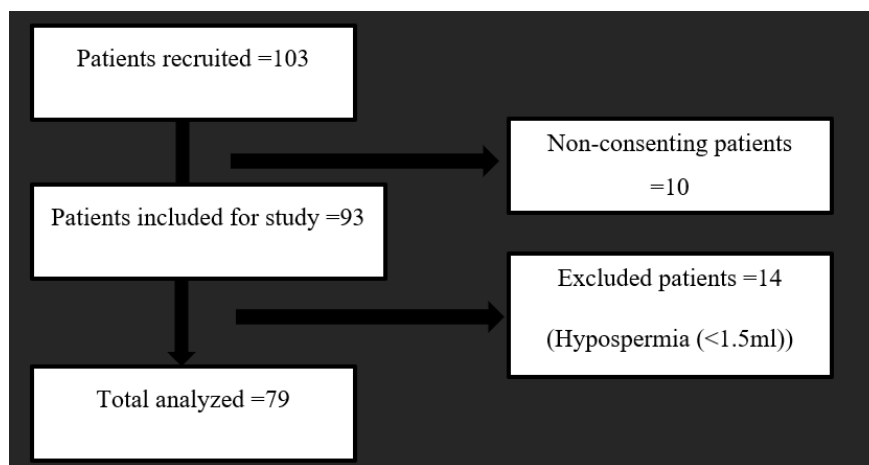 Patients recruited =103
Non-consenting patients
=10
Patients included for study =93
Excluded patients =14
(Hypospermia (<1.5ml))
Total analyzed =79